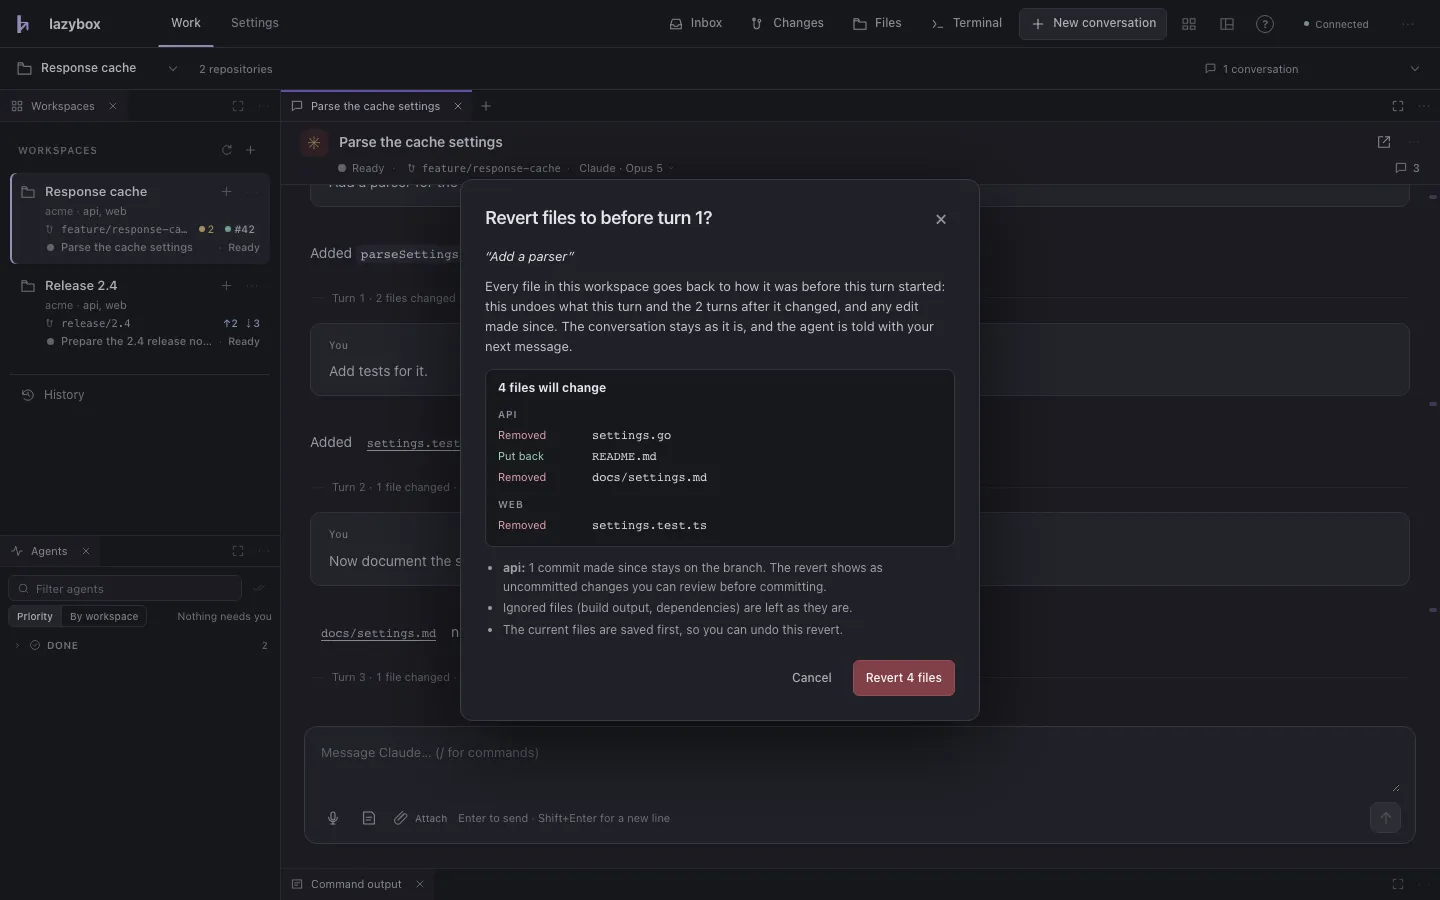 lazybox
Work
Settings
Inbox
Changes
Files
Terminal
New conversation
?
Connected
Response cache
2 repositories
1 conversation
Workspaces
Parse the cache settings
WORKSPACES
Response cache
acme · api, web
feature/response-ca… 2 #42
Parse the cache settings · Ready
Release 2.4
acme · api, web
release/2.4 ↑2 ↓3
Prepare the 2.4 release no… · Ready
History
Agents
Filter agents
Priority
By workspace
Nothing needs you
DONE
2
Parse the cache settings
Ready · feature/response-cache · Claude · Opus 5
3
Added parseSettings
Turn 1 · 2 files changed
You
Add tests for it.
Added settings.test
Turn 2 · 1 file changed ·
You
Now document the s
docs/settings.md n
Turn 3 · 1 file changed ·
Revert files to before turn 1?
“Add a parser”
Every file in this workspace goes back to how it was before this turn started:
this undoes what this turn and the 2 turns after it changed, and any edit
made since. The conversation stays as it is, and the agent is told with your
next message.
4 files will change
API
Removed settings.go
Put back README.md
Removed docs/settings.md
WEB
Removed settings.test.ts
• api: 1 commit made since stays on the branch. The revert shows as
uncommitted changes you can review before committing.
• Ignored files (build output, dependencies) are left as they are.
• The current files are saved first, so you can undo this revert.
Cancel
Revert 4 files
Message Claude… (/ for commands)
Attach
Enter to send · Shift+Enter for a new line
Command output